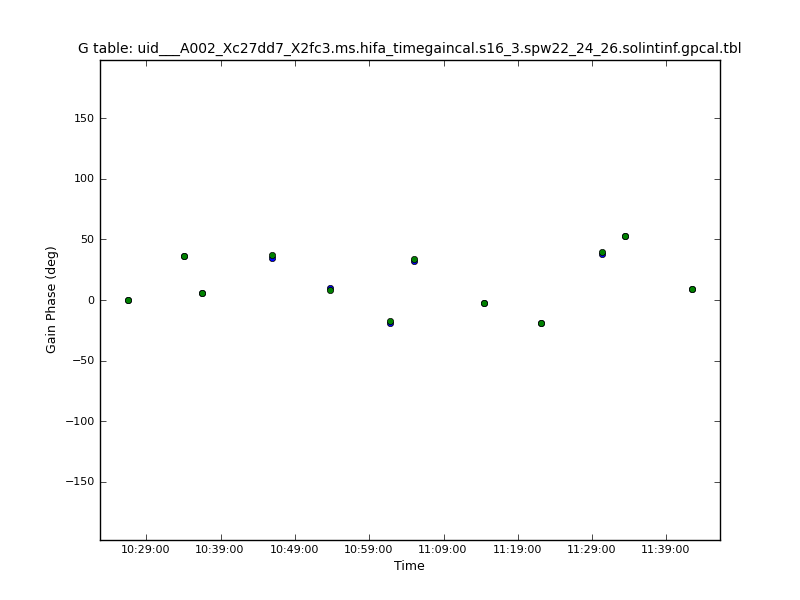 G table: uid___A002_Xc27dd7_X2fc3.ms.hifa_timegaincal.s16_3.spw22_24_26.solintinf.gpcal.tbl
Gain Phase (deg)
150
100
50
0
−50
−100
−150
10:29:00 10:39:00 10:49:00 10:59:00 11:09:00 11:19:00 11:29:00 11:39:00
Time